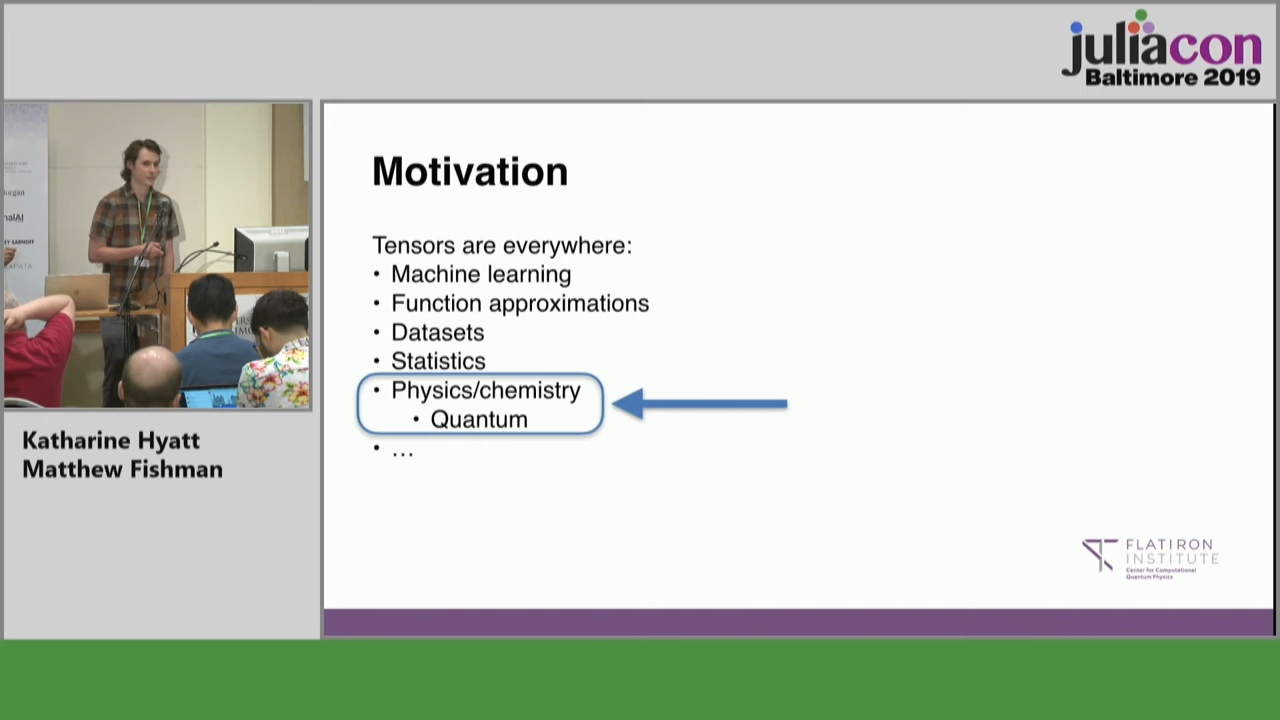 juliacon
Baltimore 2019
Motivation
Tensors are everywhere:
• Machine learning
• Function approximations
• Datasets
• Statistics
• Physics/chemistry
• Quantum
• …
Katharine Hyatt
Matthew Fishman
FLATIRON
INSTITUTE
Center for Computational
Quantum Physics